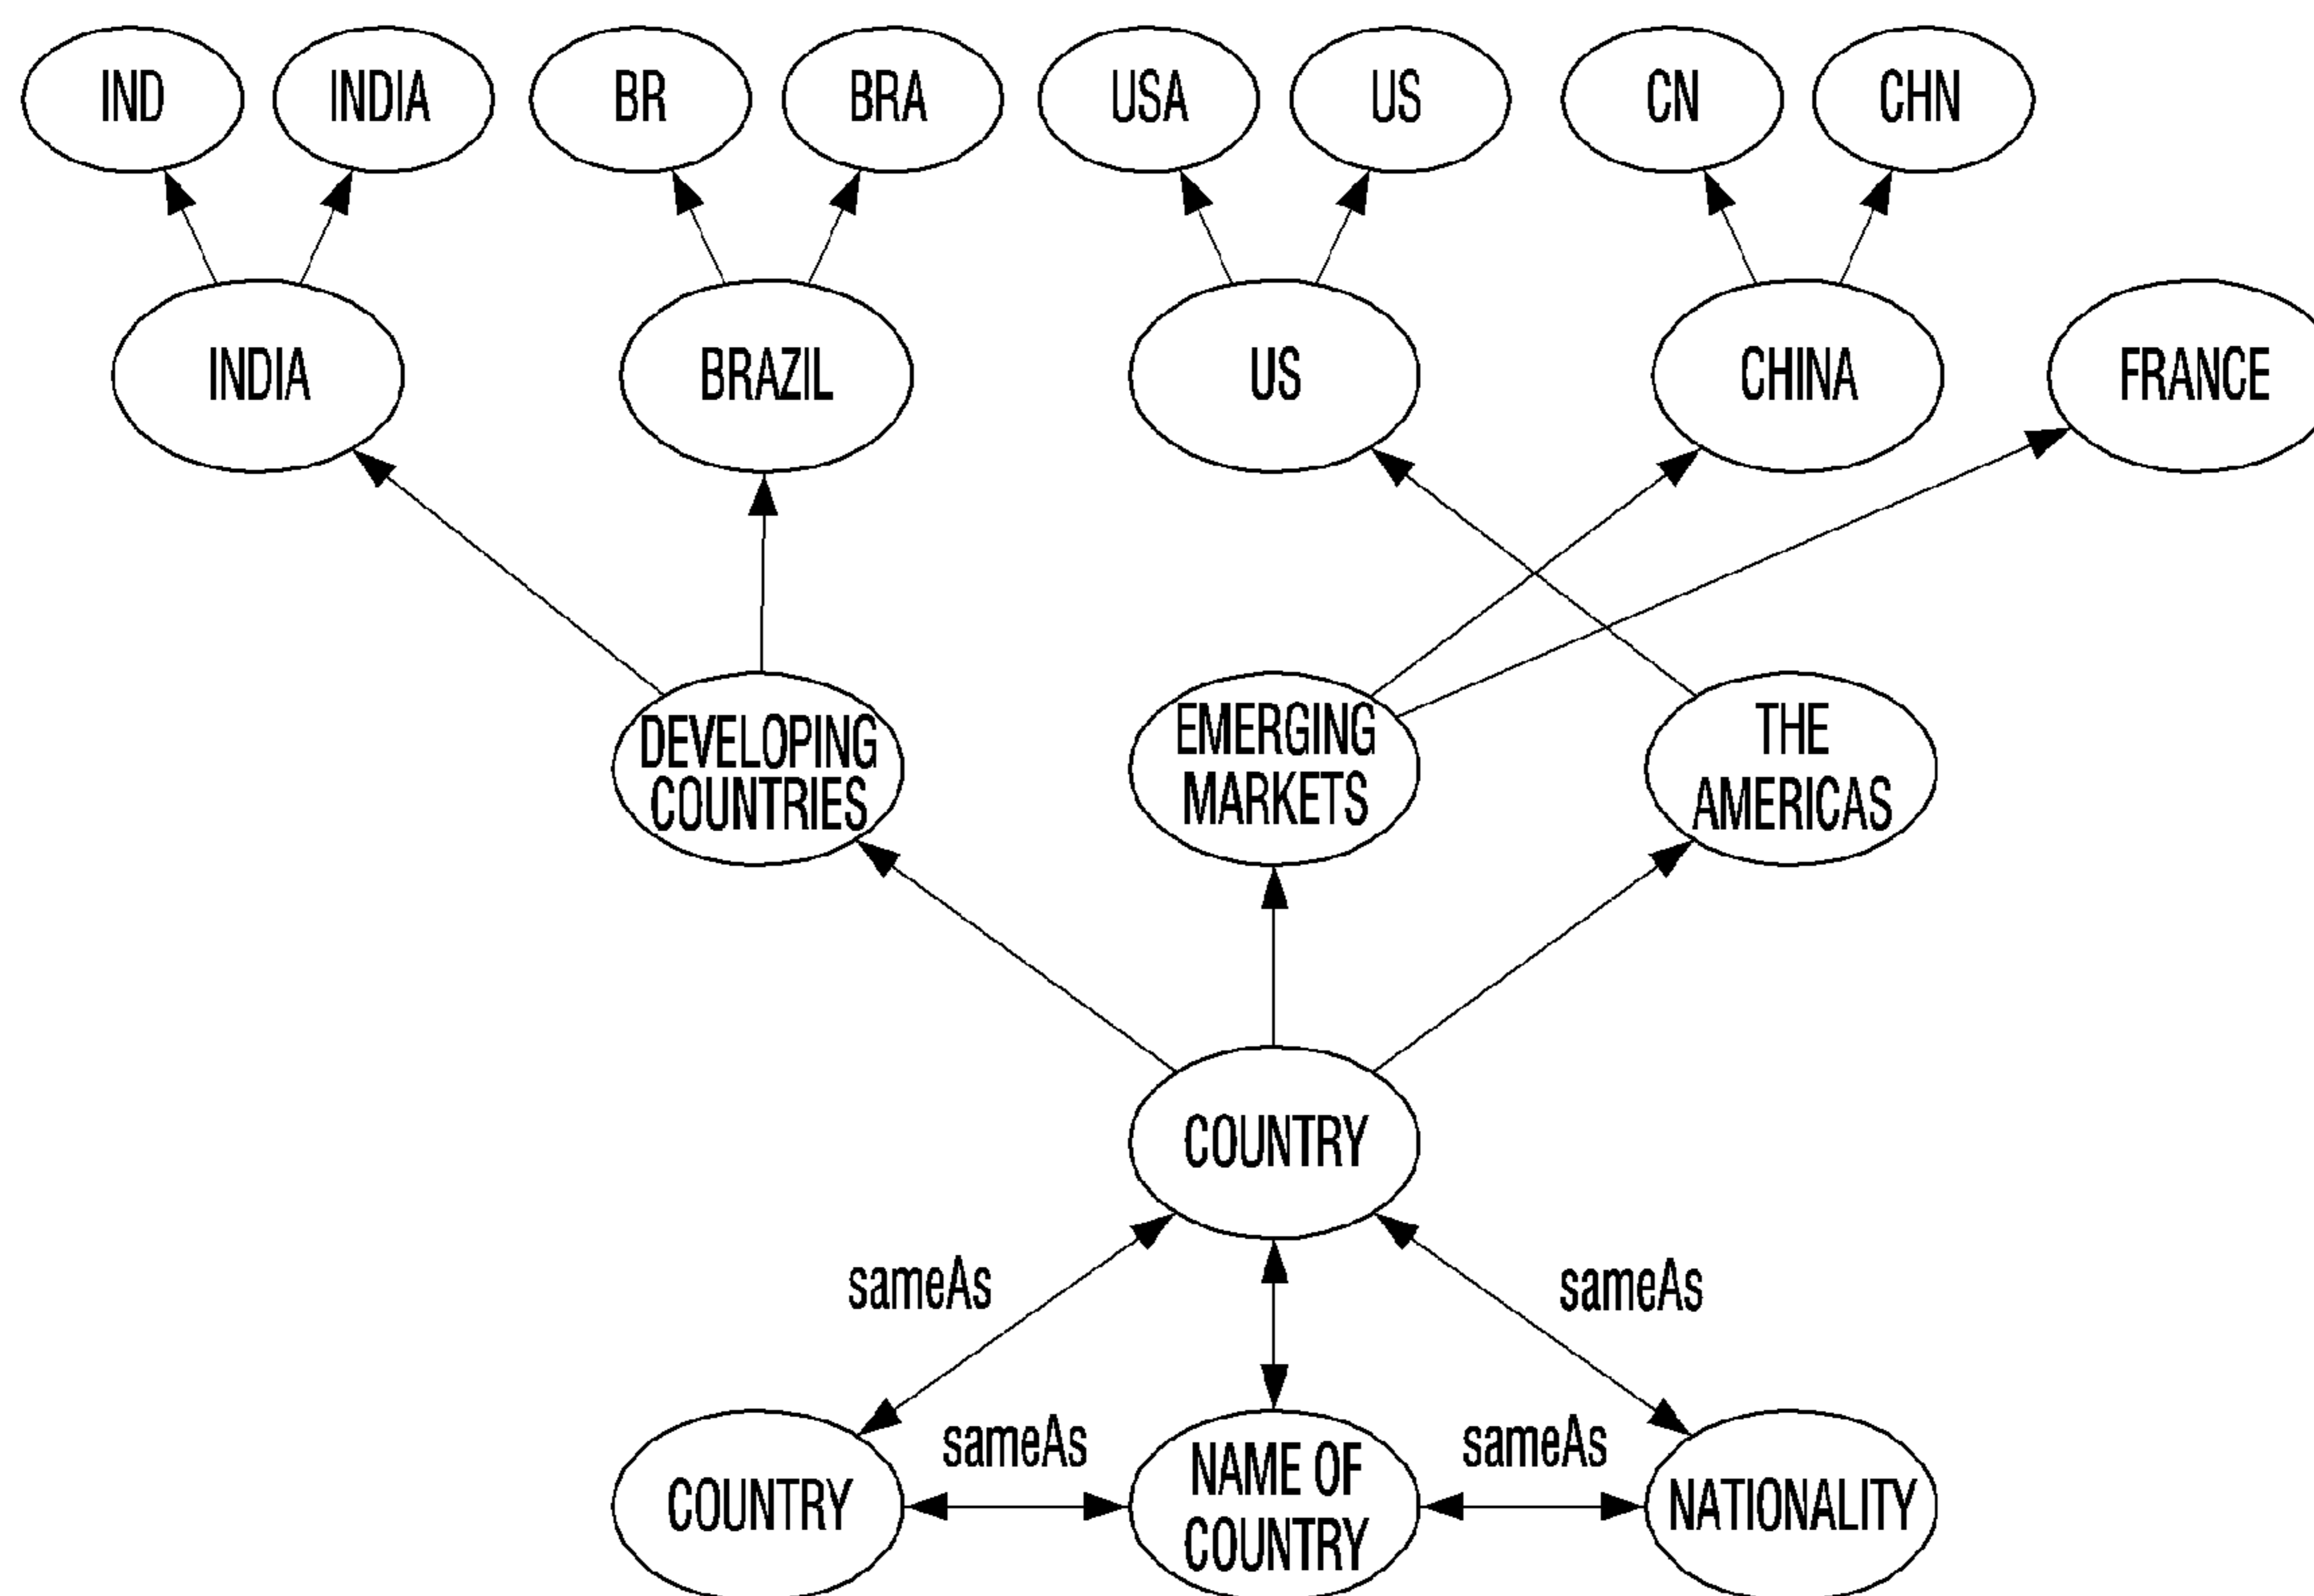 IND
INDIA
BR
BRA
USA
US
CN
CHN
INDIA
BRAZIL
US
CHINA
FRANCE
DEVELOPING
COUNTRIES
EMERGING
MARKETS
THE
AMERICAS
COUNTRY
sameAs
sameAs
sameAs
sameAs
COUNTRY
NAME OF
COUNTRY
NATIONALITY